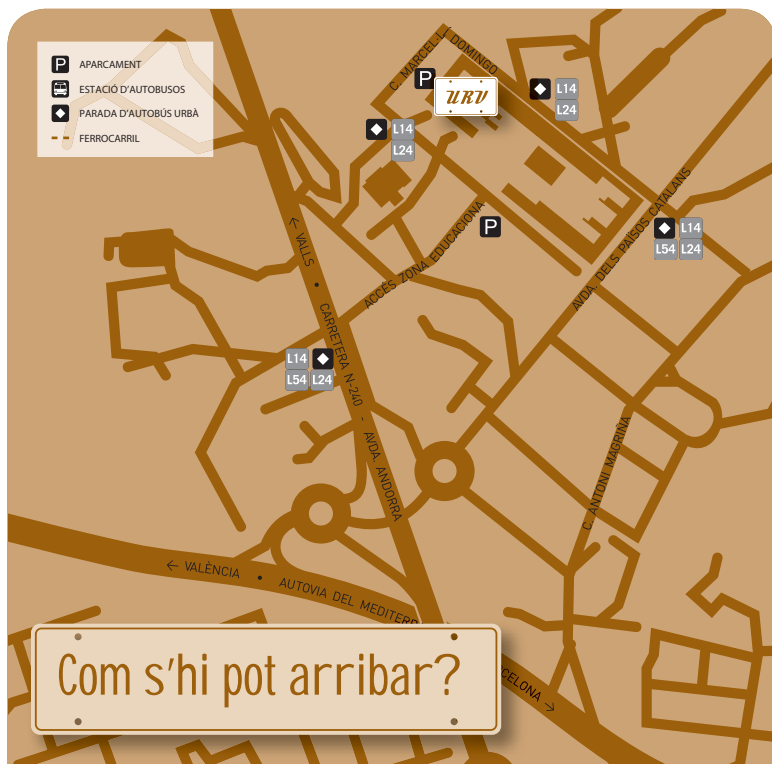 P APARCAMENT
ESTACIÓ D'AUTOBUSOS
PARADA D'AUTOBÚS URBÀ
FERROCARRIL
C. MARCEL·LÍ DOMINGO
P
URV
L14
L24
L14
L24
P
ACCÉS ZONA EDUCACIONA
AVDA. DELS PAÏSOS CATALANS
L14
L54 L24
← VALLS • CARRETERA N-240 - AVDA. ANDORRA
L14
L54 L24
C. ANTONI MAGRIÑA
← VALÈNCIA • AUTOVIA DEL MEDITERR
CELONA →
Com s'hi pot arribar?